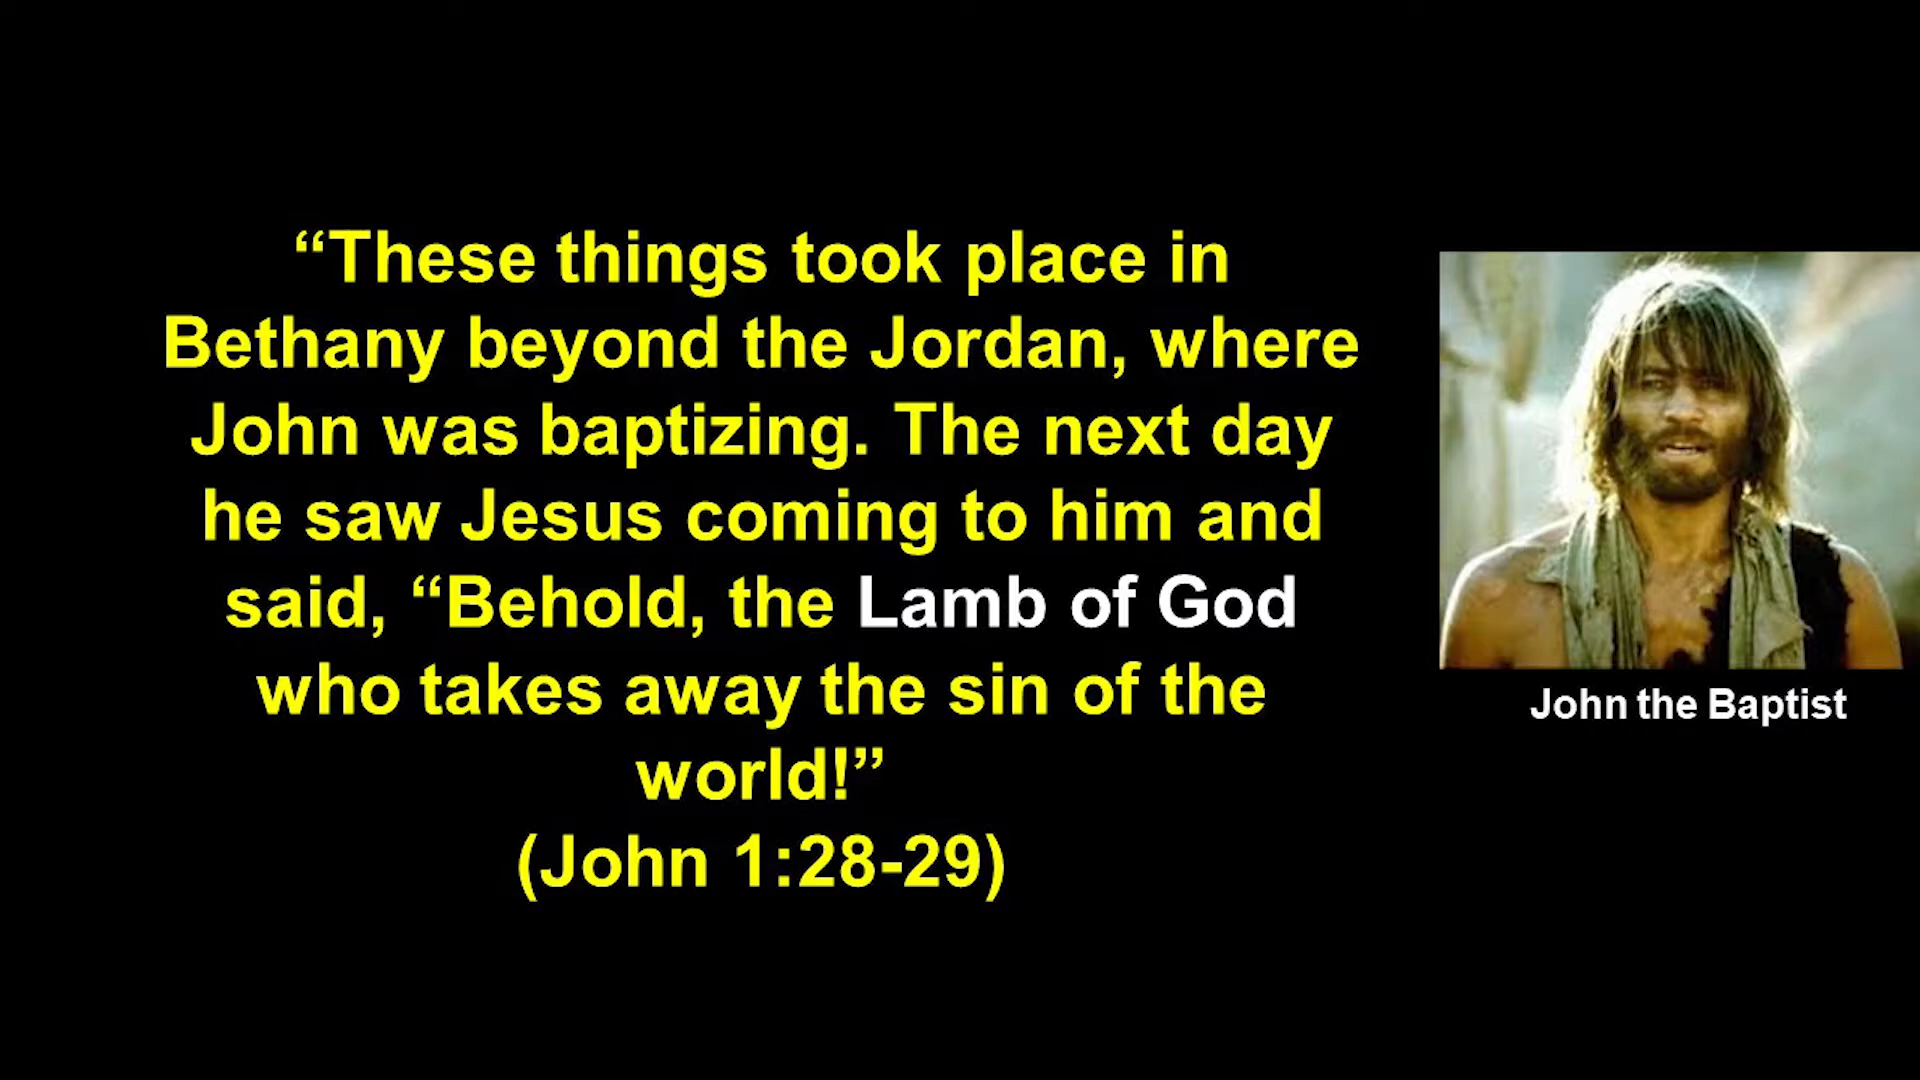 “These things took place in
Bethany beyond the Jordan, where
John was baptizing. The next day
he saw Jesus coming to him and
said, “Behold, the Lamb of God
who takes away the sin of the
world!”
(John 1:28-29)
John the Baptist